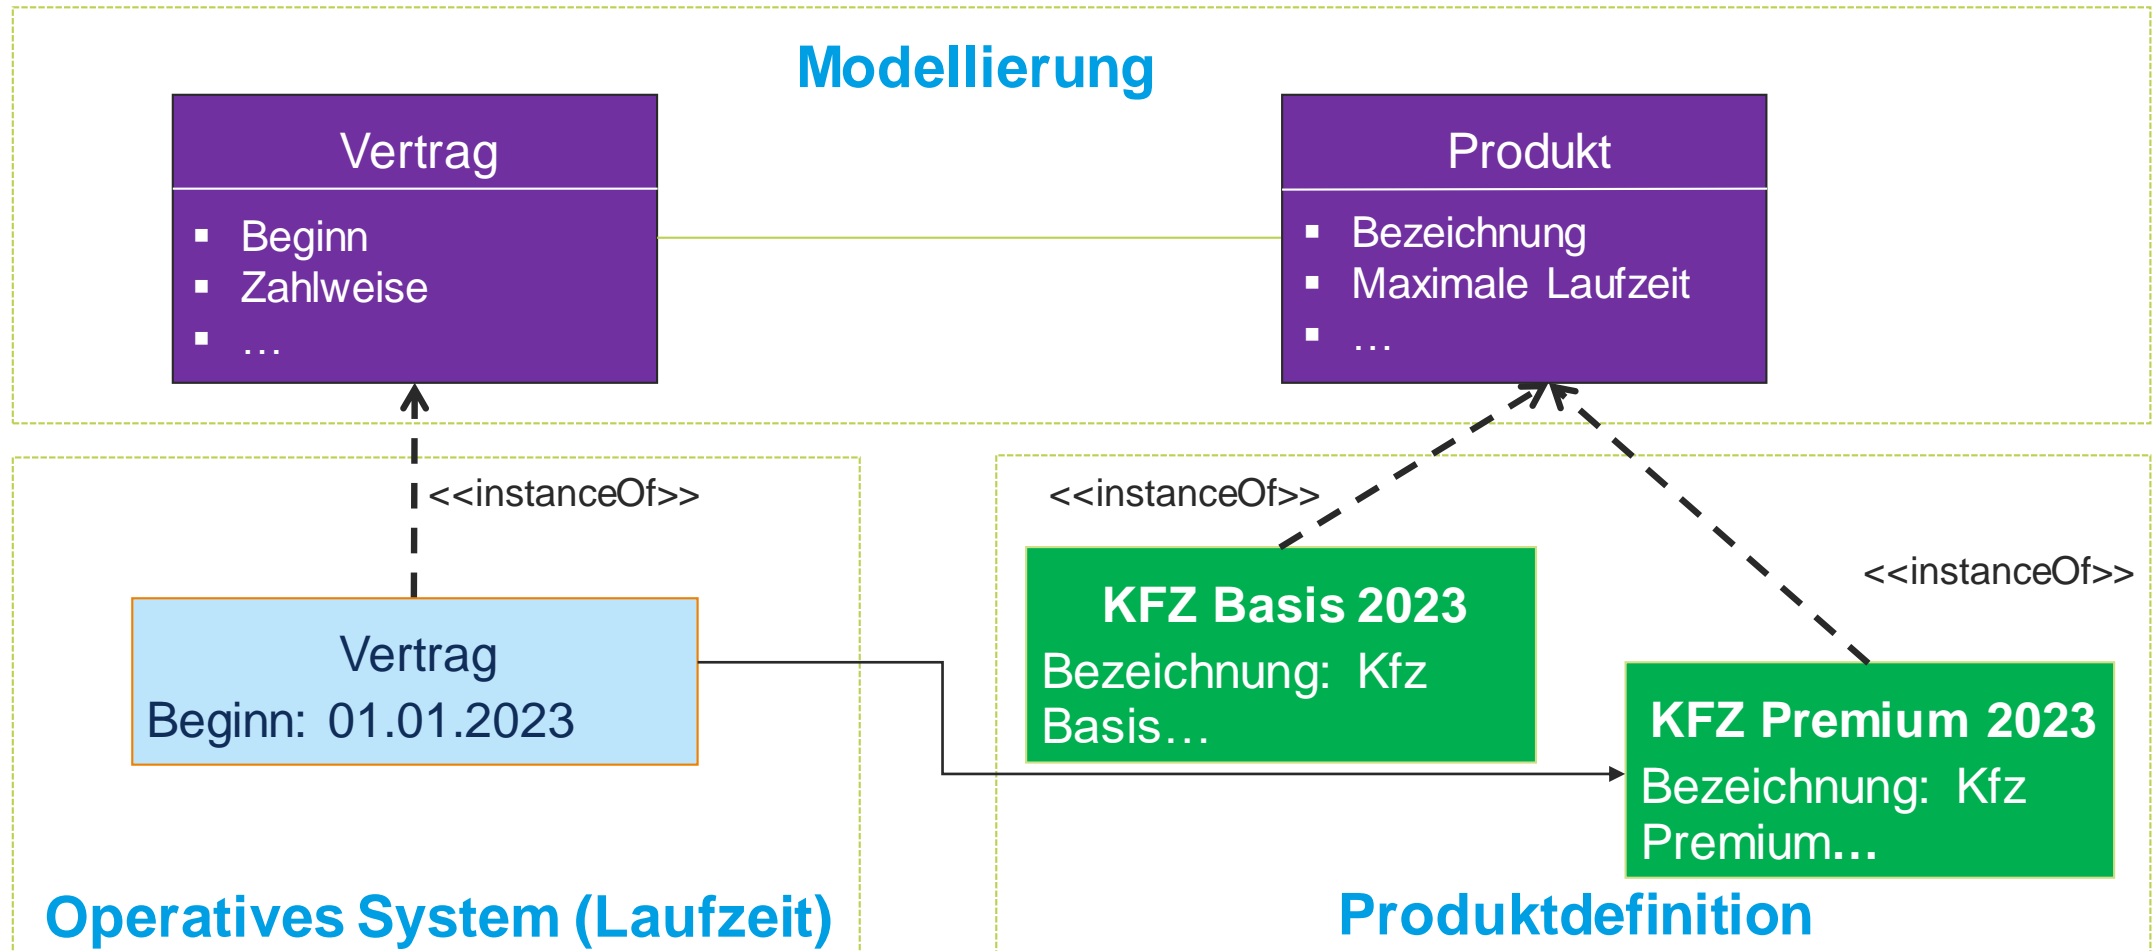 Modellierung
Vertrag
▪ Beginn
▪ Zahlweise
▪ …
Produkt
▪ Bezeichnung
▪ Maximale Laufzeit
▪ …
<<instanceOf>>
<<instanceOf>>
<<instanceOf>>
Vertrag
Beginn: 01.01.2023
KFZ Basis 2023
Bezeichnung: Kfz
Basis…
KFZ Premium 2023
Bezeichnung: Kfz
Premium...
Operatives System (Laufzeit)
Produktdefinition